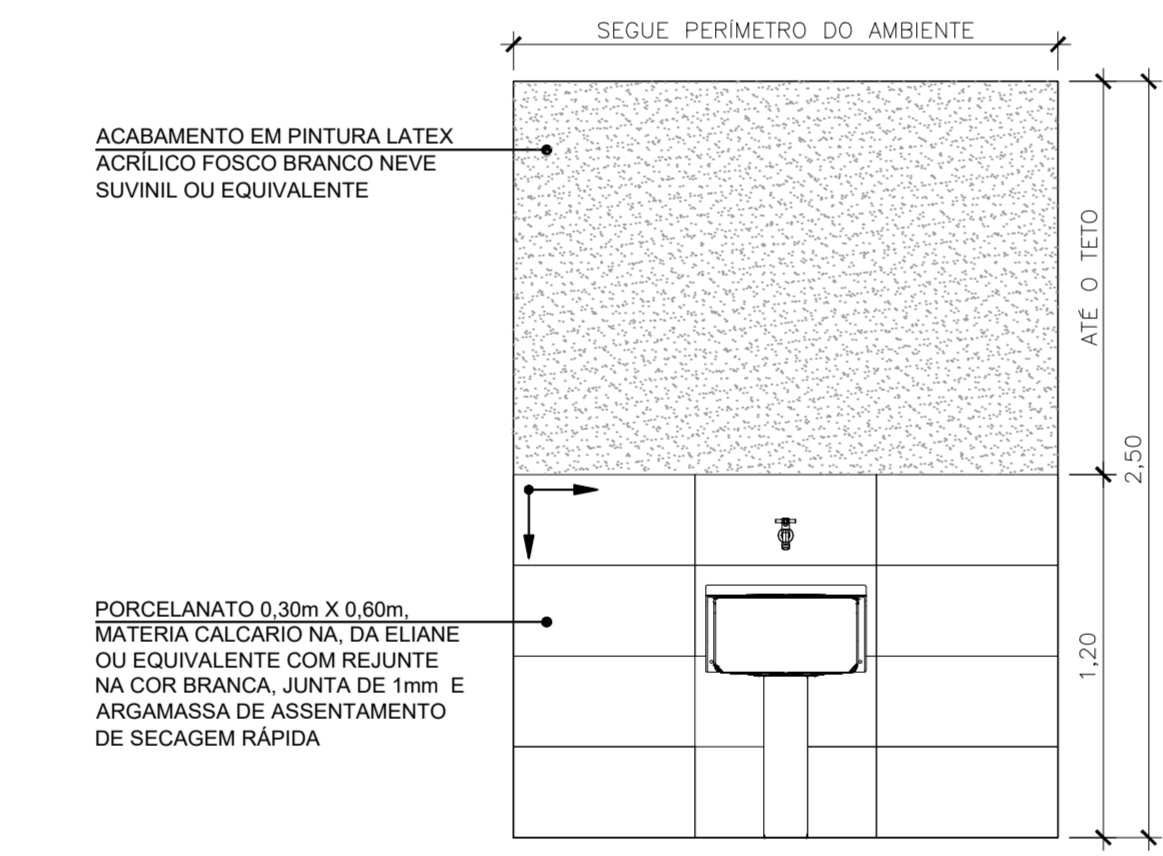 SEGUE PERÍMETRO DO AMBIENTE
ACABAMENTO EM PINTURA LATEX
ACRÍLICO FOSCO BRANCO NEVE
SUVINIL OU EQUIVALENTE
ATÉ O TETO
2,50
PORCELANATO 0,30m X 0,60m,
MATERIA CALCARIO NA, DA ELIANE
OU EQUIVALENTE COM REJUNTE
NA COR BRANCA, JUNTA DE 1mm E
ARGAMASSA DE ASSENTAMENTO
DE SECAGEM RÁPIDA
1,20